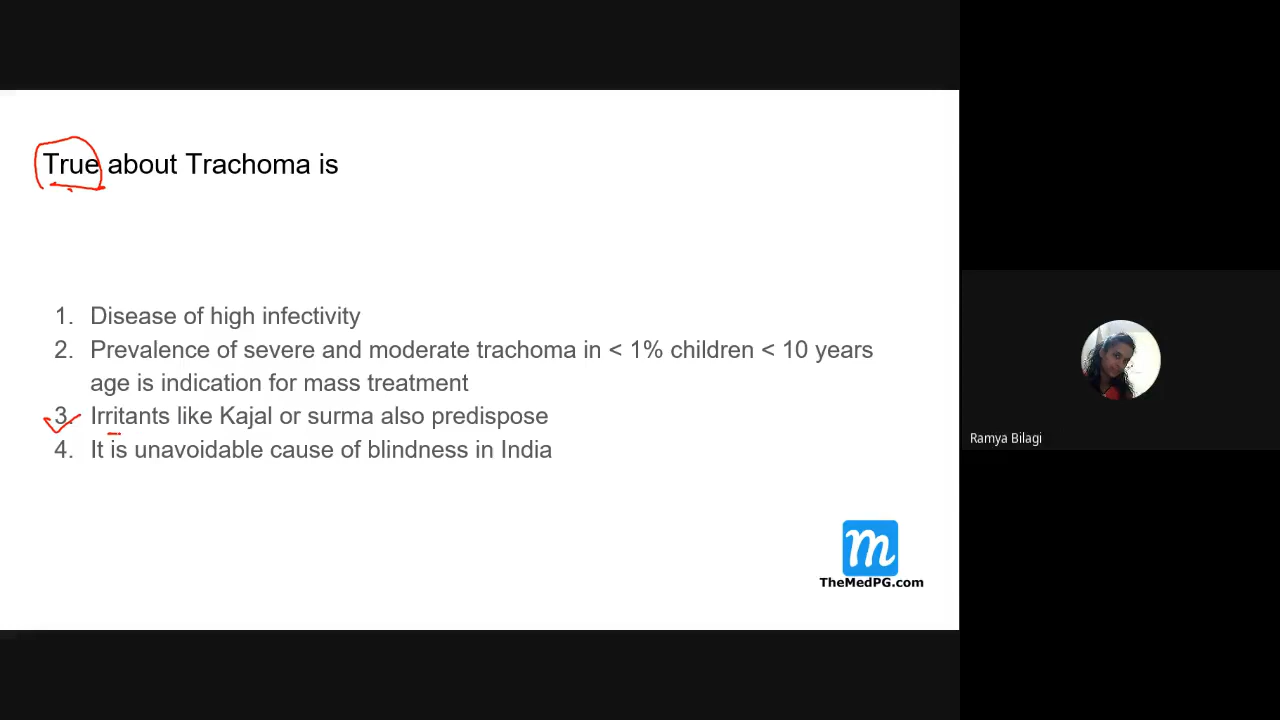 True about Trachoma is
1. Disease of high infectivity
2. Prevalence of severe and moderate trachoma in < 1% children < 10 years
age is indication for mass treatment
3. Irritants like Kajal or surma also predispose
4. It is unavoidable cause of blindness in India
m
TheMedPG.com
Ramya Bilagi